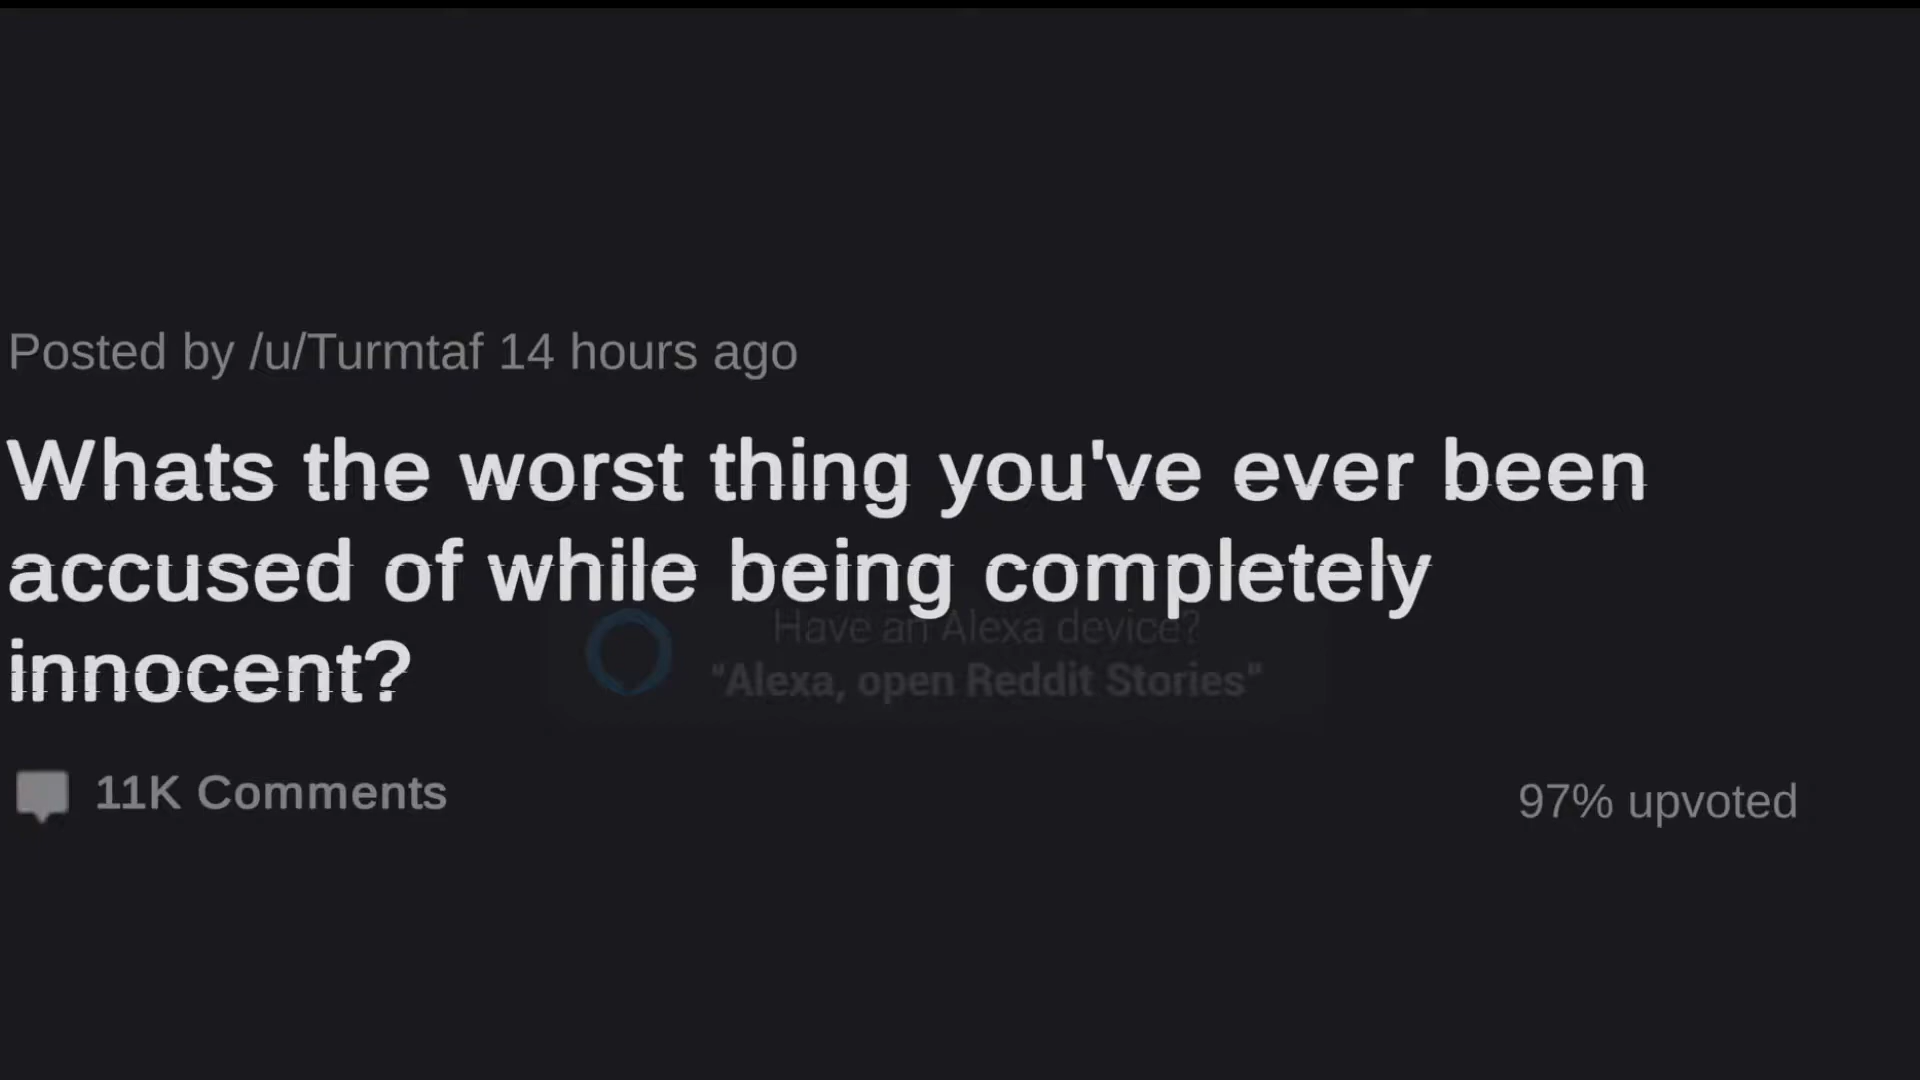 Posted by /u/Turmtaf 14 hours ago
Whats the worst thing you've ever been
accused of while being completely
innocent?
Have an Alexa device?
"Alexa, open Reddit Stories"
11K Comments
97% upvoted